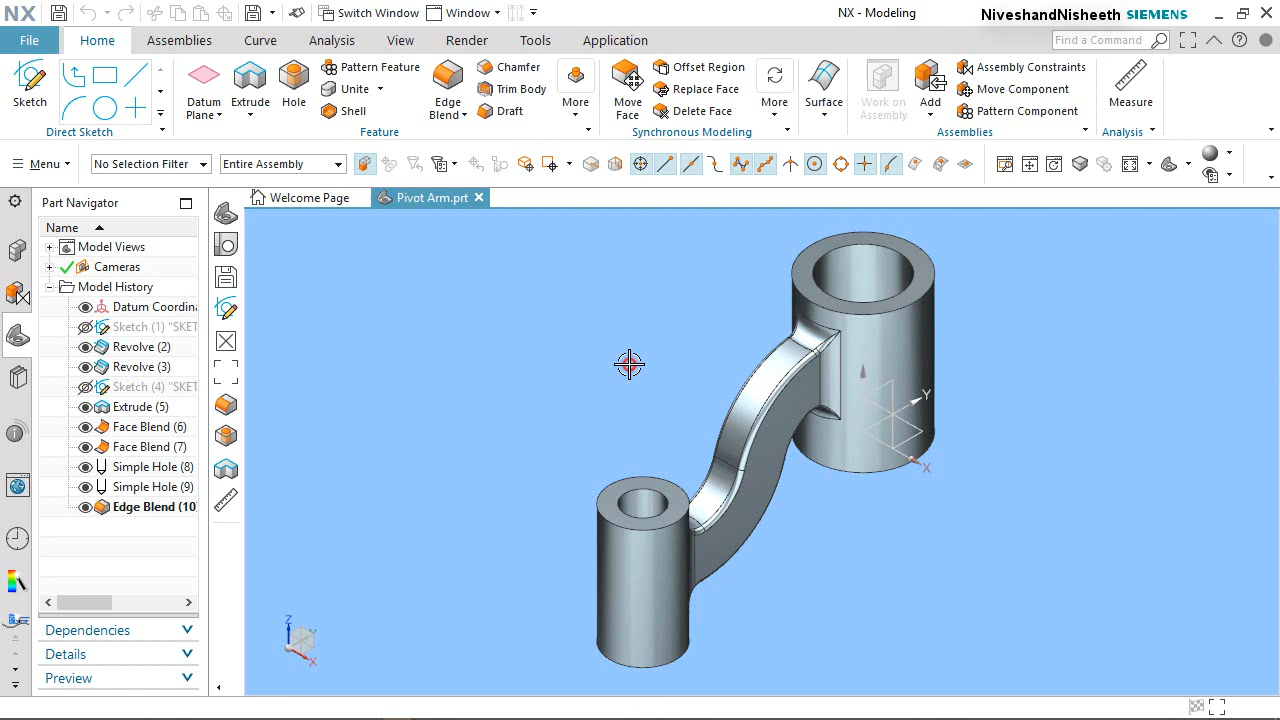 NX Switch Window Window NX - Modeling NiveshandNisheeth SIEMENS
File Home Assemblies Curve Analysis View Render Tools Application Find a Command
Sketch
Direct Sketch
Datum Plane
Extrude
Hole
Pattern Feature
Unite
Shell
Edge Blend
Chamfer
Trim Body
Draft
More
Feature
Move Face
Offset Region
Replace Face
Delete Face
More
Synchronous Modeling
Surface
Work on Assembly
Add
Assembly Constraints
Move Component
Pattern Component
Assemblies
Measure
Analysis
Menu No Selection Filter Entire Assembly
Welcome Page Pivot Arm.prt
Part Navigator
Name
Model Views
Cameras
Model History
Datum Coordina
Sketch (1) "SKET
Revolve (2)
Revolve (3)
Sketch (4) "SKET
Extrude (5)
Face Blend (6)
Face Blend (7)
Simple Hole (8)
Simple Hole (9)
Edge Blend (10
Dependencies
Details
Preview
Y
X
Z
Y
X